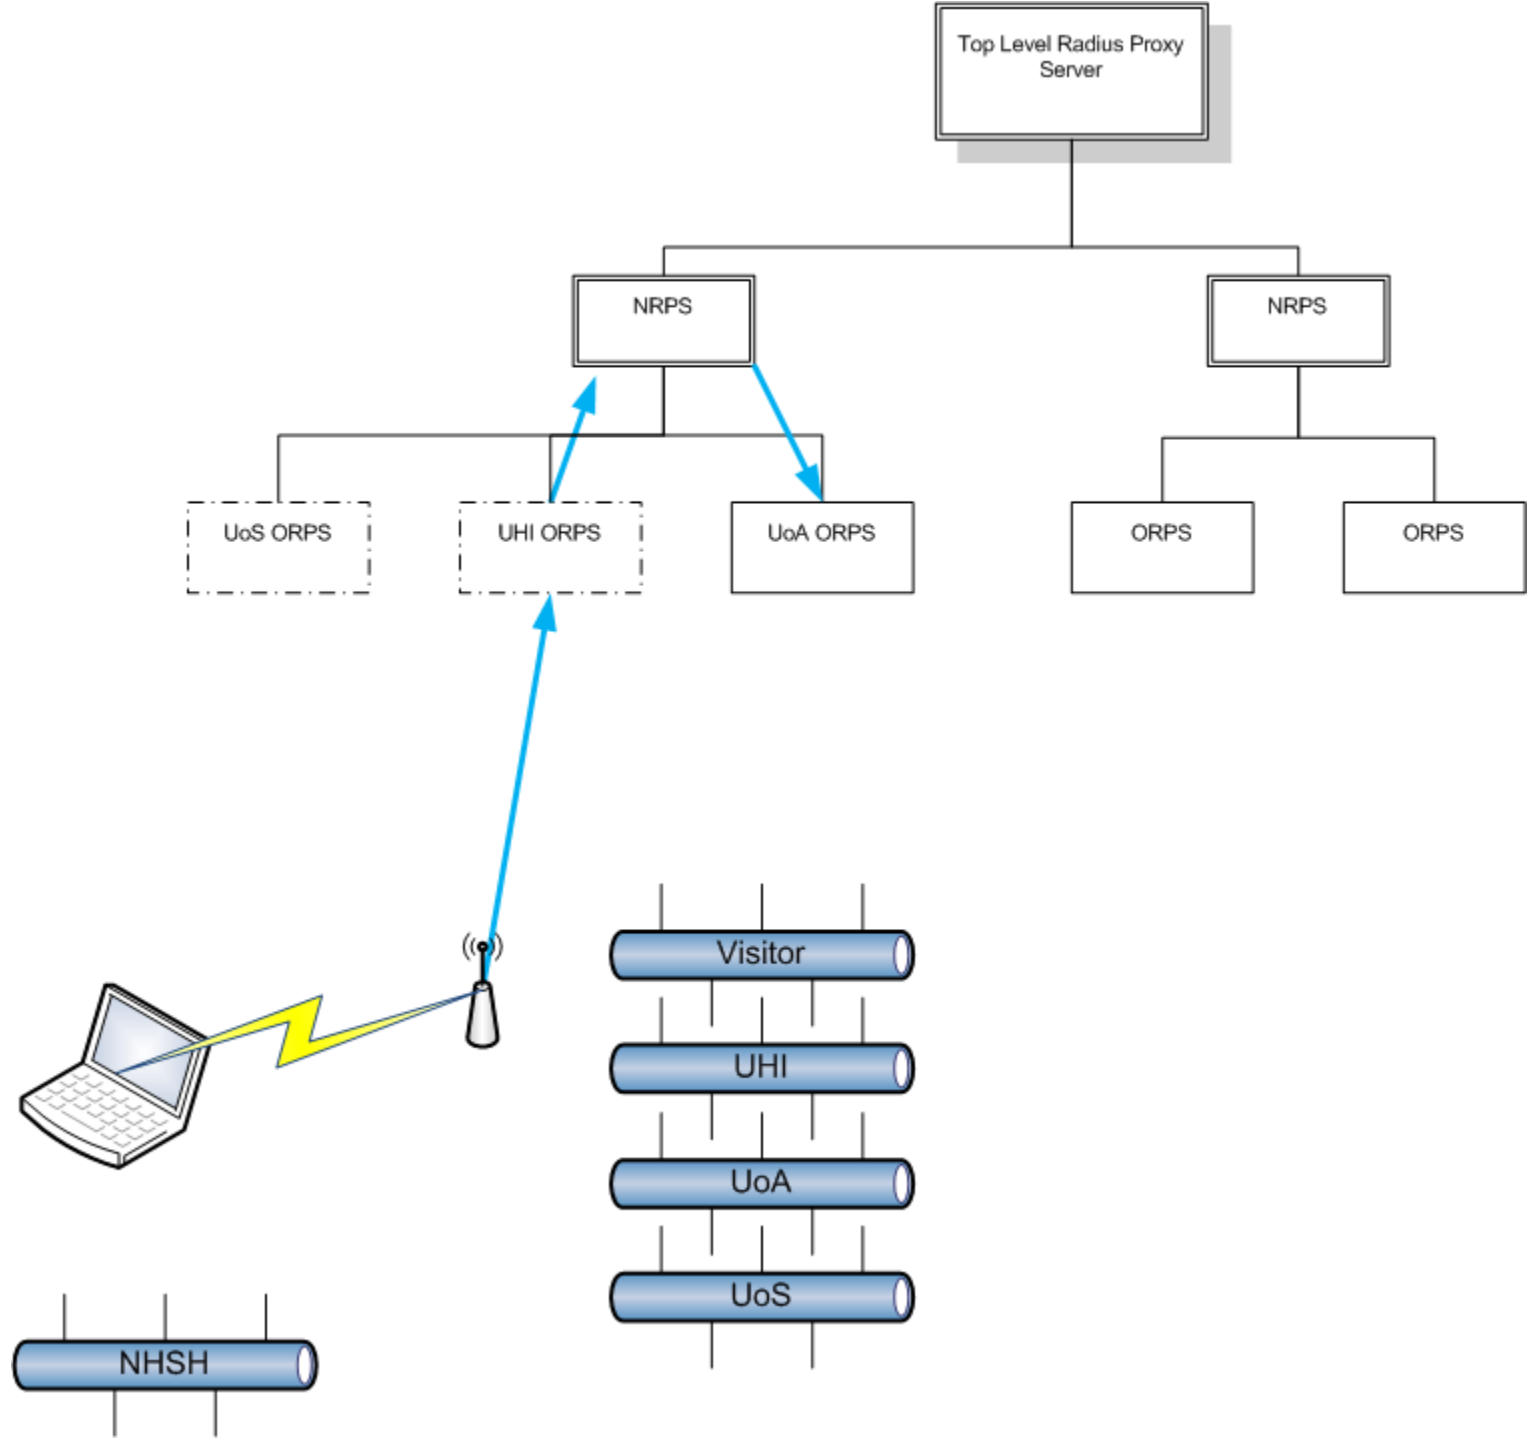 Top Level Radius Proxy
Server
NRPS
NRPS
UoS ORPS
UHI ORPS
UoA ORPS
ORPS
ORPS
Visitor
UHI
UoA
UoS
NHSH